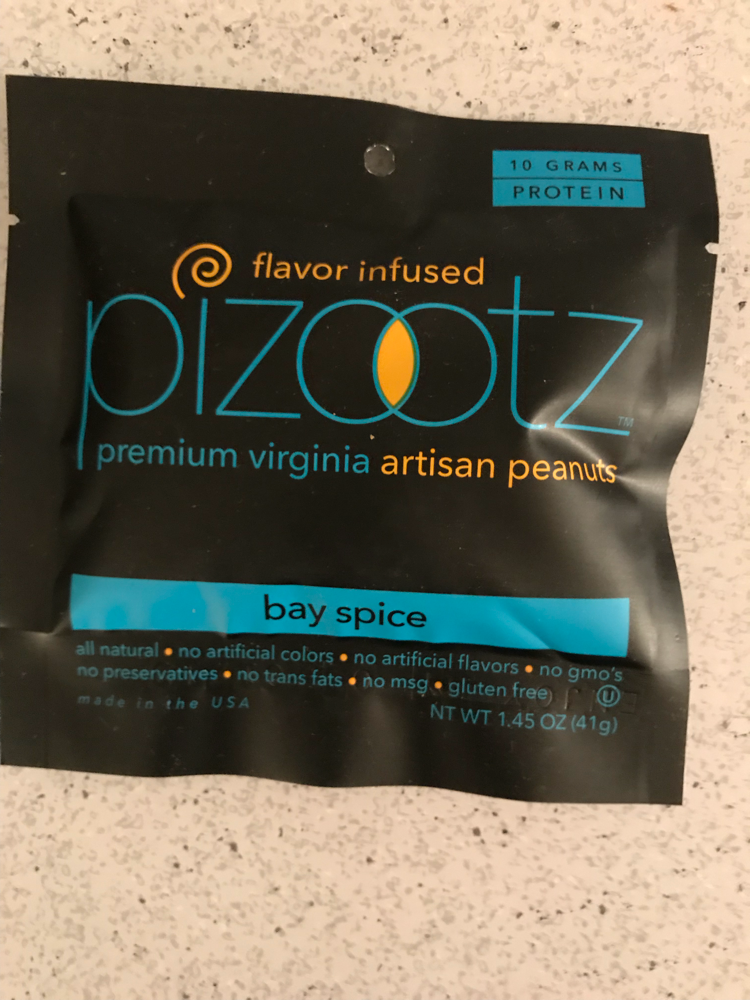 10 GRAMS
PROTEIN
flavor infused
pizootz™
premium virginia artisan peanuts
bay spice
all natural • no artificial colors • no artificial flavors • no gmo's
no preservatives • no trans fats • no msg • gluten free
made in the USA
U
NT WT 1.45 OZ (41g)